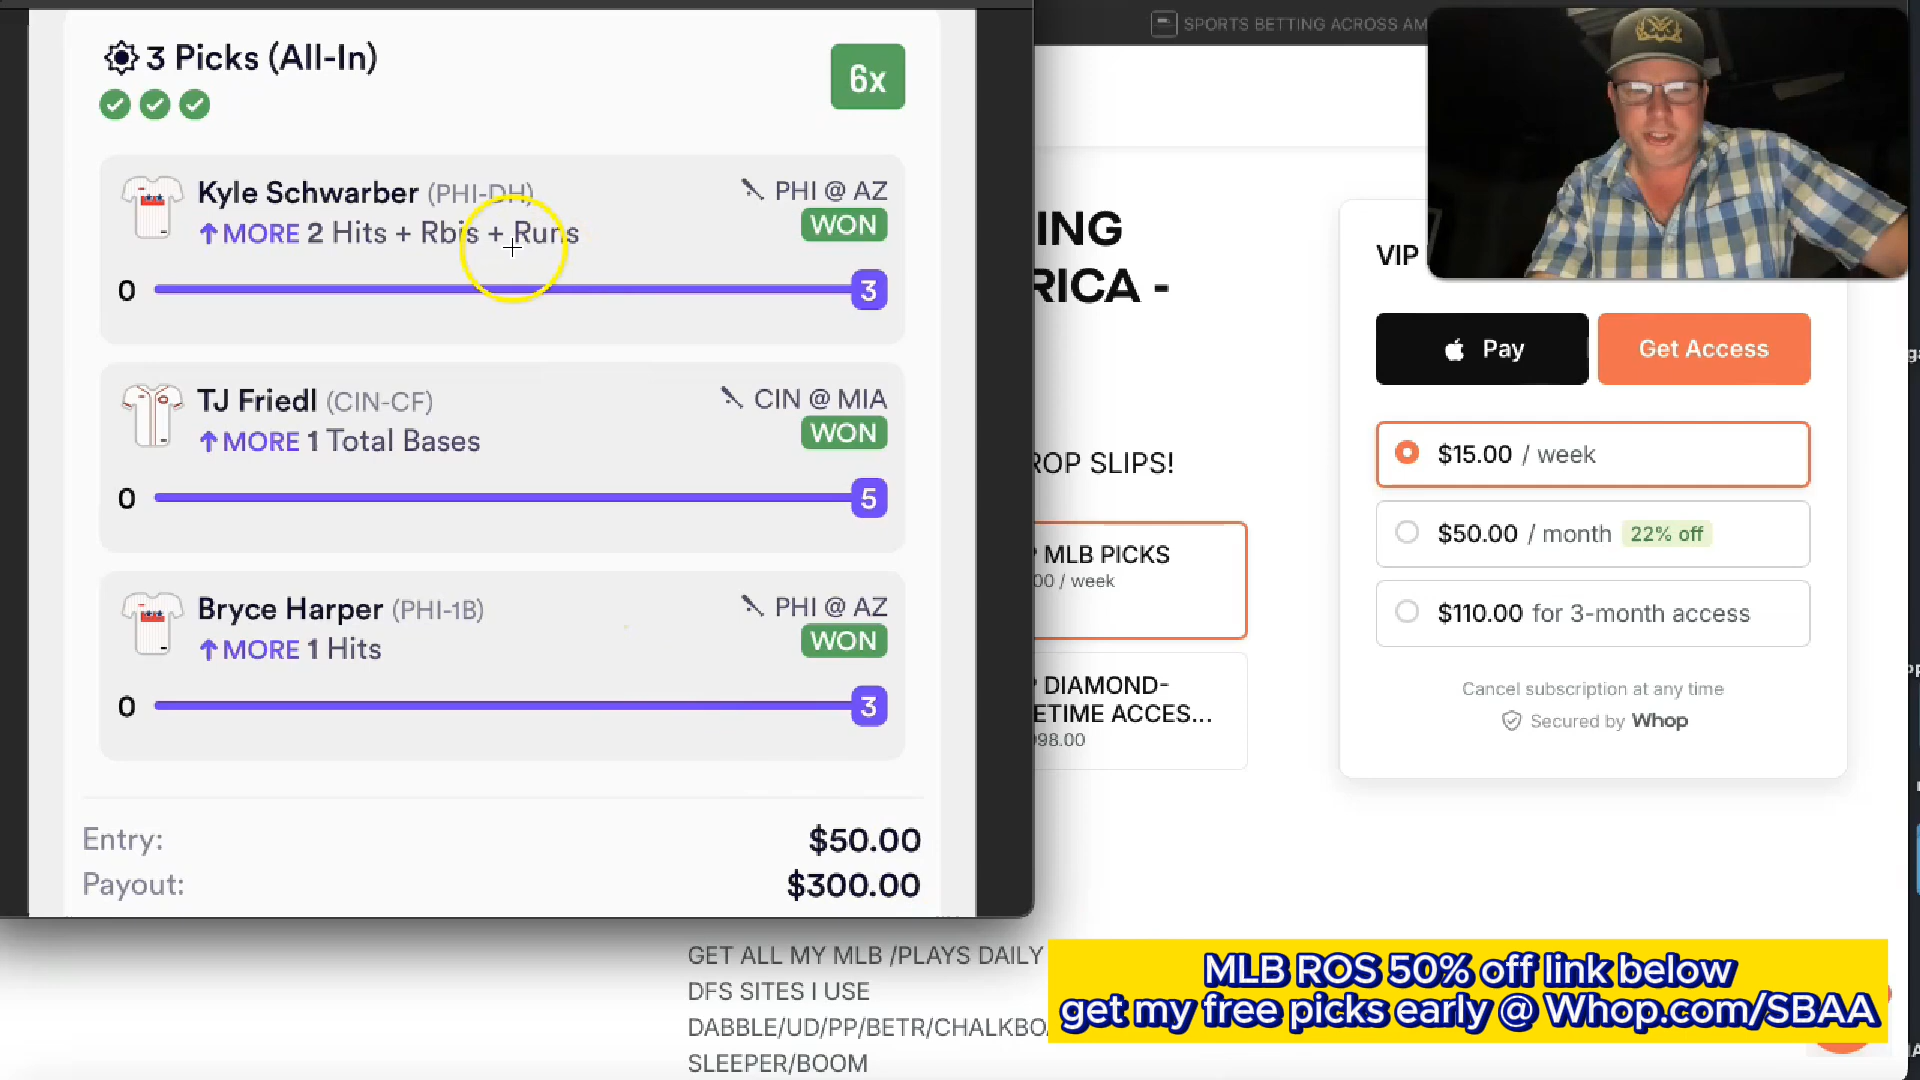 SPORTS BETTING ACROSS AM
3 Picks (All-In)
6x
Kyle Schwarber (PHI-DH)
PHI @ AZ
MORE 2 Hits + Rbis + Runs
WON
0
3
TJ Friedl (CIN-CF)
CIN @ MIA
MORE 1 Total Bases
WON
0
5
Bryce Harper (PHI-1B)
PHI @ AZ
MORE 1 Hits
WON
0
3
Entry:
$50.00
Payout:
$300.00
ING
RICA -
ROP SLIPS!
MLB PICKS
00 / week
DIAMOND-
ETIME ACCES...
98.00
VIP
Pay
Get Access
$15.00 / week
$50.00 / month 22% off
$110.00 for 3-month access
Cancel subscription at any time
Secured by Whop
GET ALL MY MLB /PLAYS DAILY
DFS SITES I USE
DABBLE/UD/PP/BETR/CHALKBO
SLEEPER/BOOM
MLB ROS 50% off link below
get my free picks early @ Whop.com/SBAA